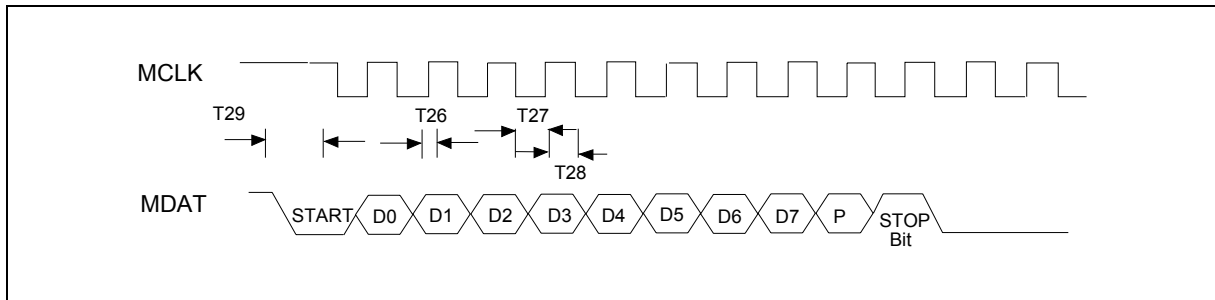 MCLK
T29 T26 T27
T28
MDAT
START D0 D1 D2 D3 D4 D5 D6 D7 P STOP
Bit